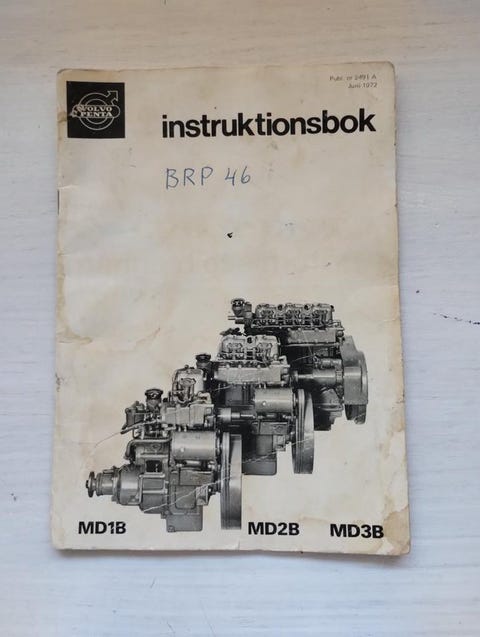 Publ. nr 2491 A
Juni 1972
VOLVO
PENTA
instruktionsbok
BRP 46
MD1B MD2B MD3B